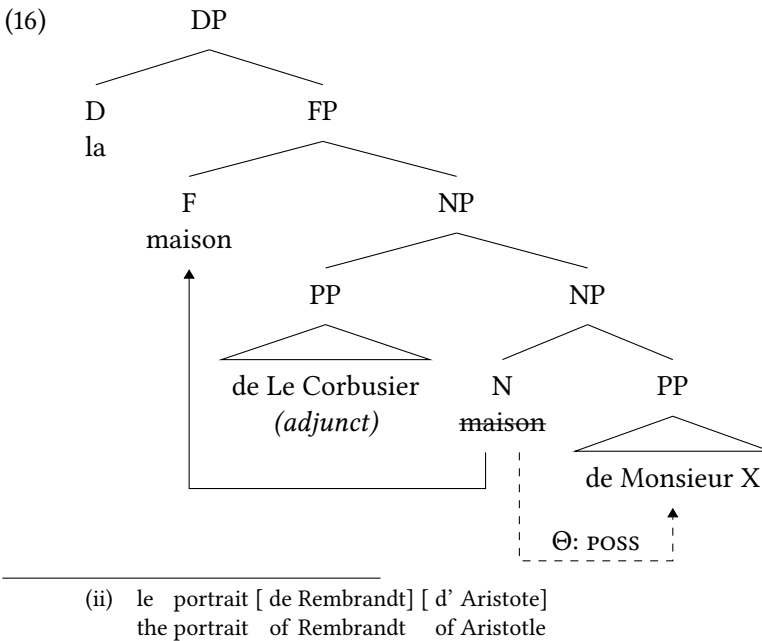 (16) DP
D FP
la
F NP
maison
PP NP
de Le Corbusier N PP
(adjunct) maison
de Monsieur X
Θ: POSS
(ii) le portrait [ de Rembrandt] [ d' Aristote]
the portrait of Rembrandt of Aristotle